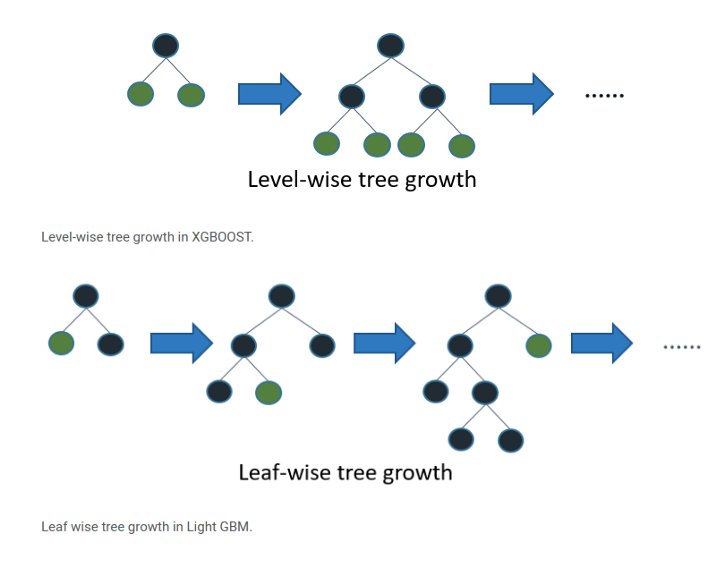 ......
Level-wise tree growth
Level-wise tree growth in XGBOOST.
......
Leaf-wise tree growth
Leaf wise tree growth in Light GBM.